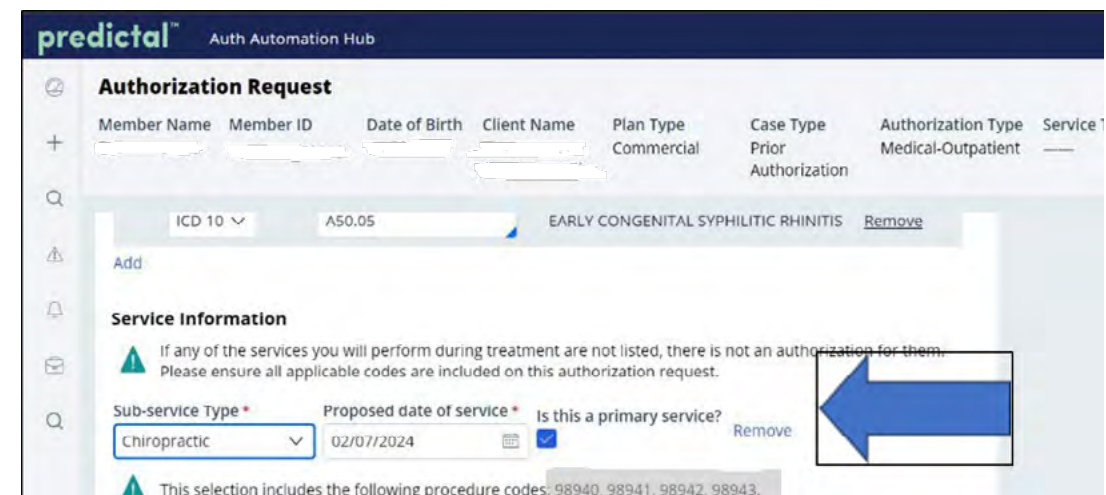 predictal™ Auth Automation Hub
Authorization Request
Member Name Member ID Date of Birth Client Name Plan Type Case Type Authorization Type Service T
Commercial Prior Medical-Outpatient -----
Authorization
ICD 10 A50.05 EARLY CONGENITAL SYPHILITIC RHINITIS Remove
Add
Service Information
If any of the services you will perform during treatment are not listed, there is not an authorization for them.
Please ensure all applicable codes are included on this authorization request.
Sub-service Type * Proposed date of service * Is this a primary service?
Chiropractic 02/07/2024 Remove
This selection includes the following procedure codes: 98940, 98941, 98942, 98943,